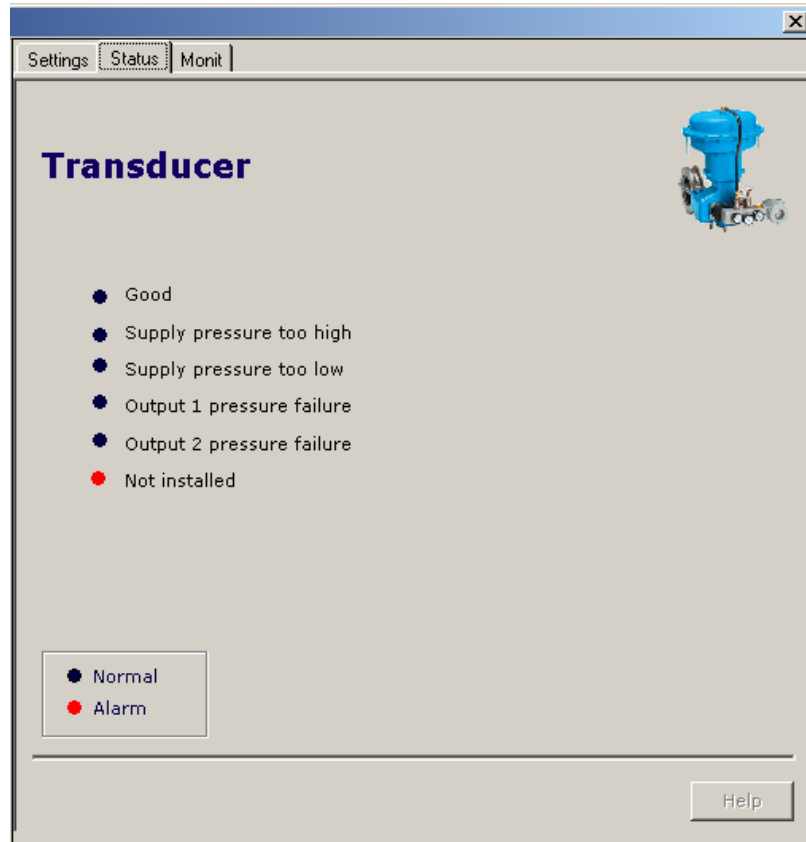 Settings Status Monit
Transducer
Good
Supply pressure too high
Supply pressure too low
Output 1 pressure failure
Output 2 pressure failure
Not installed
Normal
Alarm
Help